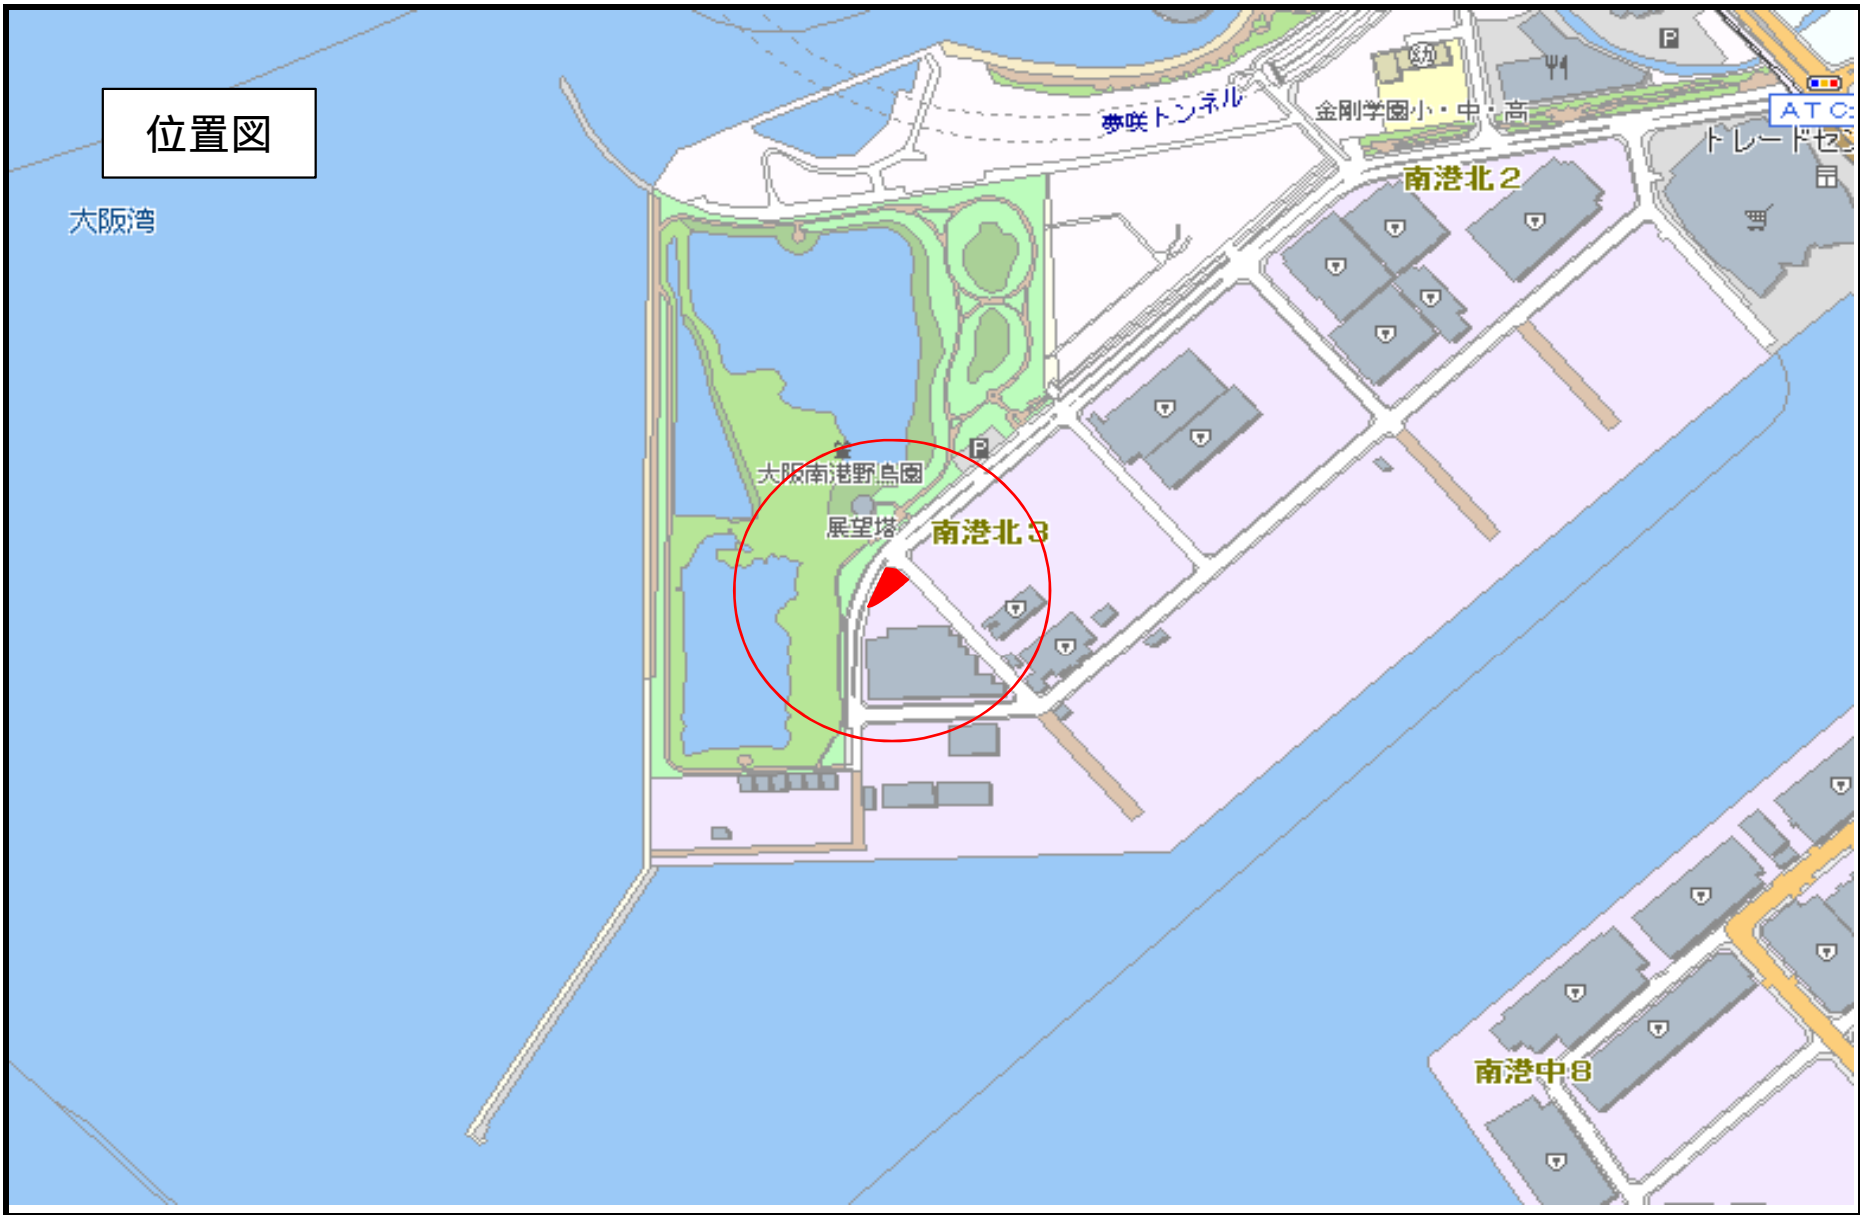 位置図
大阪湾
夢咲トンネル
幼
P
金剛学園小・中・高
ATC
トレードセン
南港北2
P
大阪南港野鳥園
展望塔
南港北3
南港中8